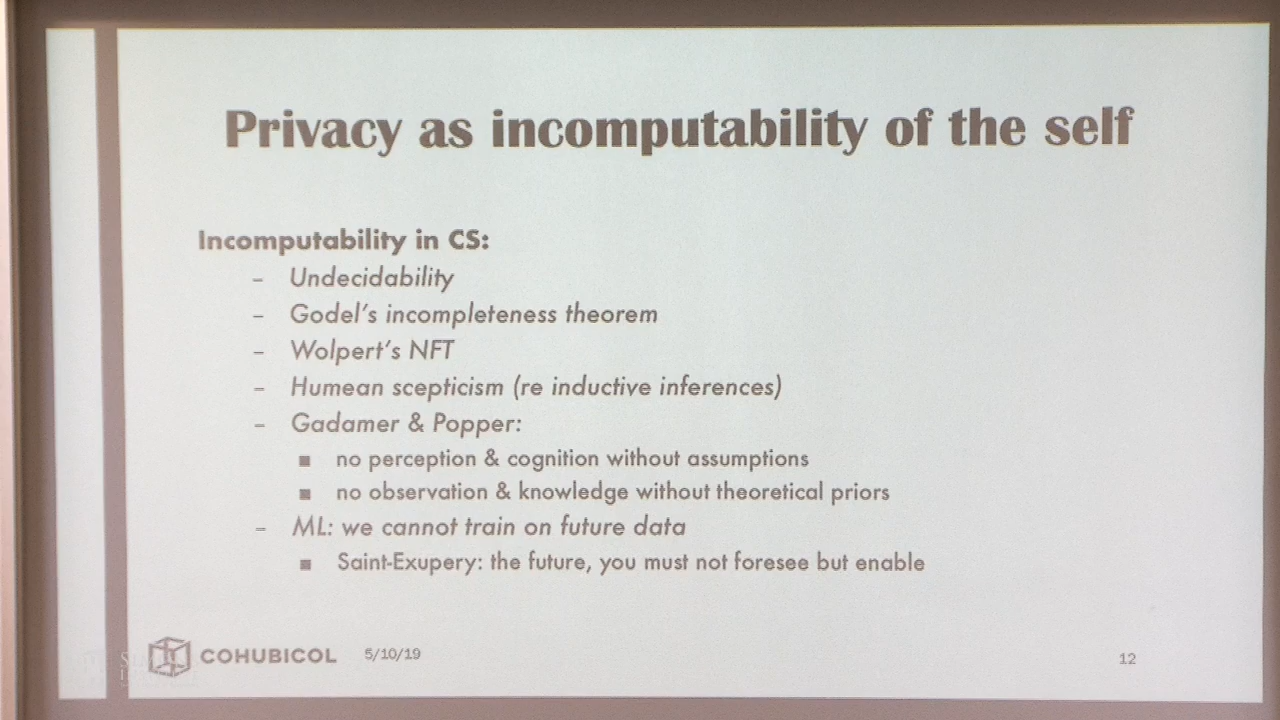 Privacy as incomputability of the self
Incomputability in CS:
– Undecidability
– Godel's incompleteness theorem
– Wolpert's NFT
– Humean scepticism (re inductive inferences)
– Gadamer & Popper:
▪ no perception & cognition without assumptions
▪ no observation & knowledge without theoretical priors
– ML: we cannot train on future data
▪ Saint-Exupery: the future, you must not foresee but enable
COHUBICOL 5/10/19 12